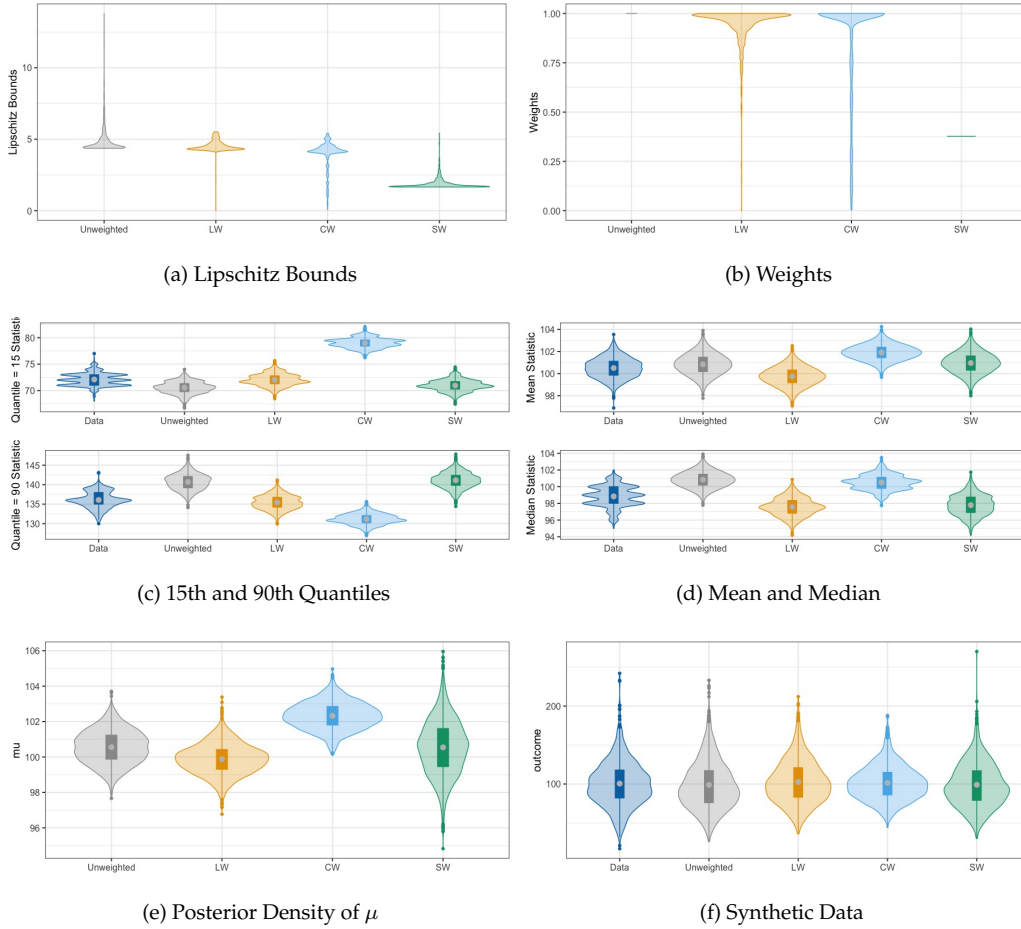 Lipschitz Bounds
10
5
0
Unweighted LW CW SW
(a) Lipschitz Bounds
Weights
1.00
0.75
0.50
0.25
0.00
Unweighted LW CW SW
(b) Weights
Quantile = 15 Statistic
80
75
70
Data Unweighted LW CW SW
Quantile = 90 Statistic
145
140
135
130
Data Unweighted LW CW SW
(c) 15th and 90th Quantiles
Mean Statistic
104
102
100
98
Data Unweighted LW CW SW
Median Statistic
104
102
100
98
96
94
Data Unweighted LW CW SW
(d) Mean and Median
mu
106
104
102
100
98
96
Unweighted LW CW SW
(e) Posterior Density of μ
outcome
200
100
Data Unweighted LW CW SW
(f) Synthetic Data